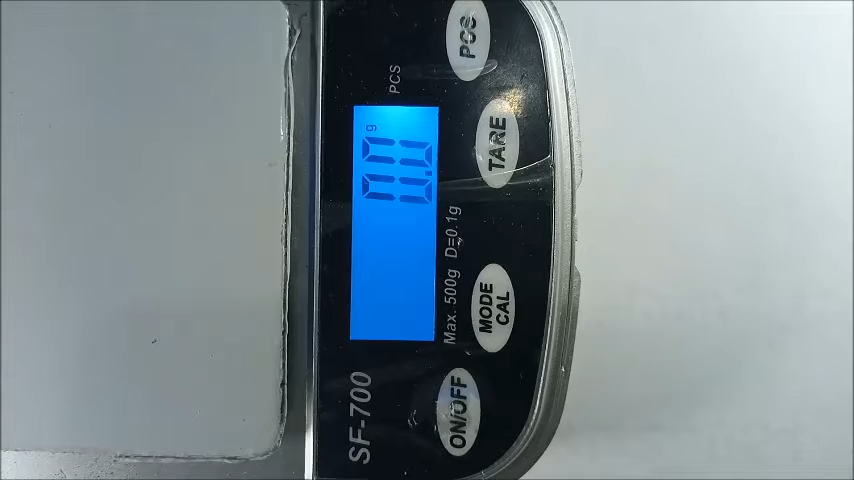 PCS
g
0.0
Max. 500g D=0.1g
SF-700
ON/OFF
MODE
CAL
TARE
PCS